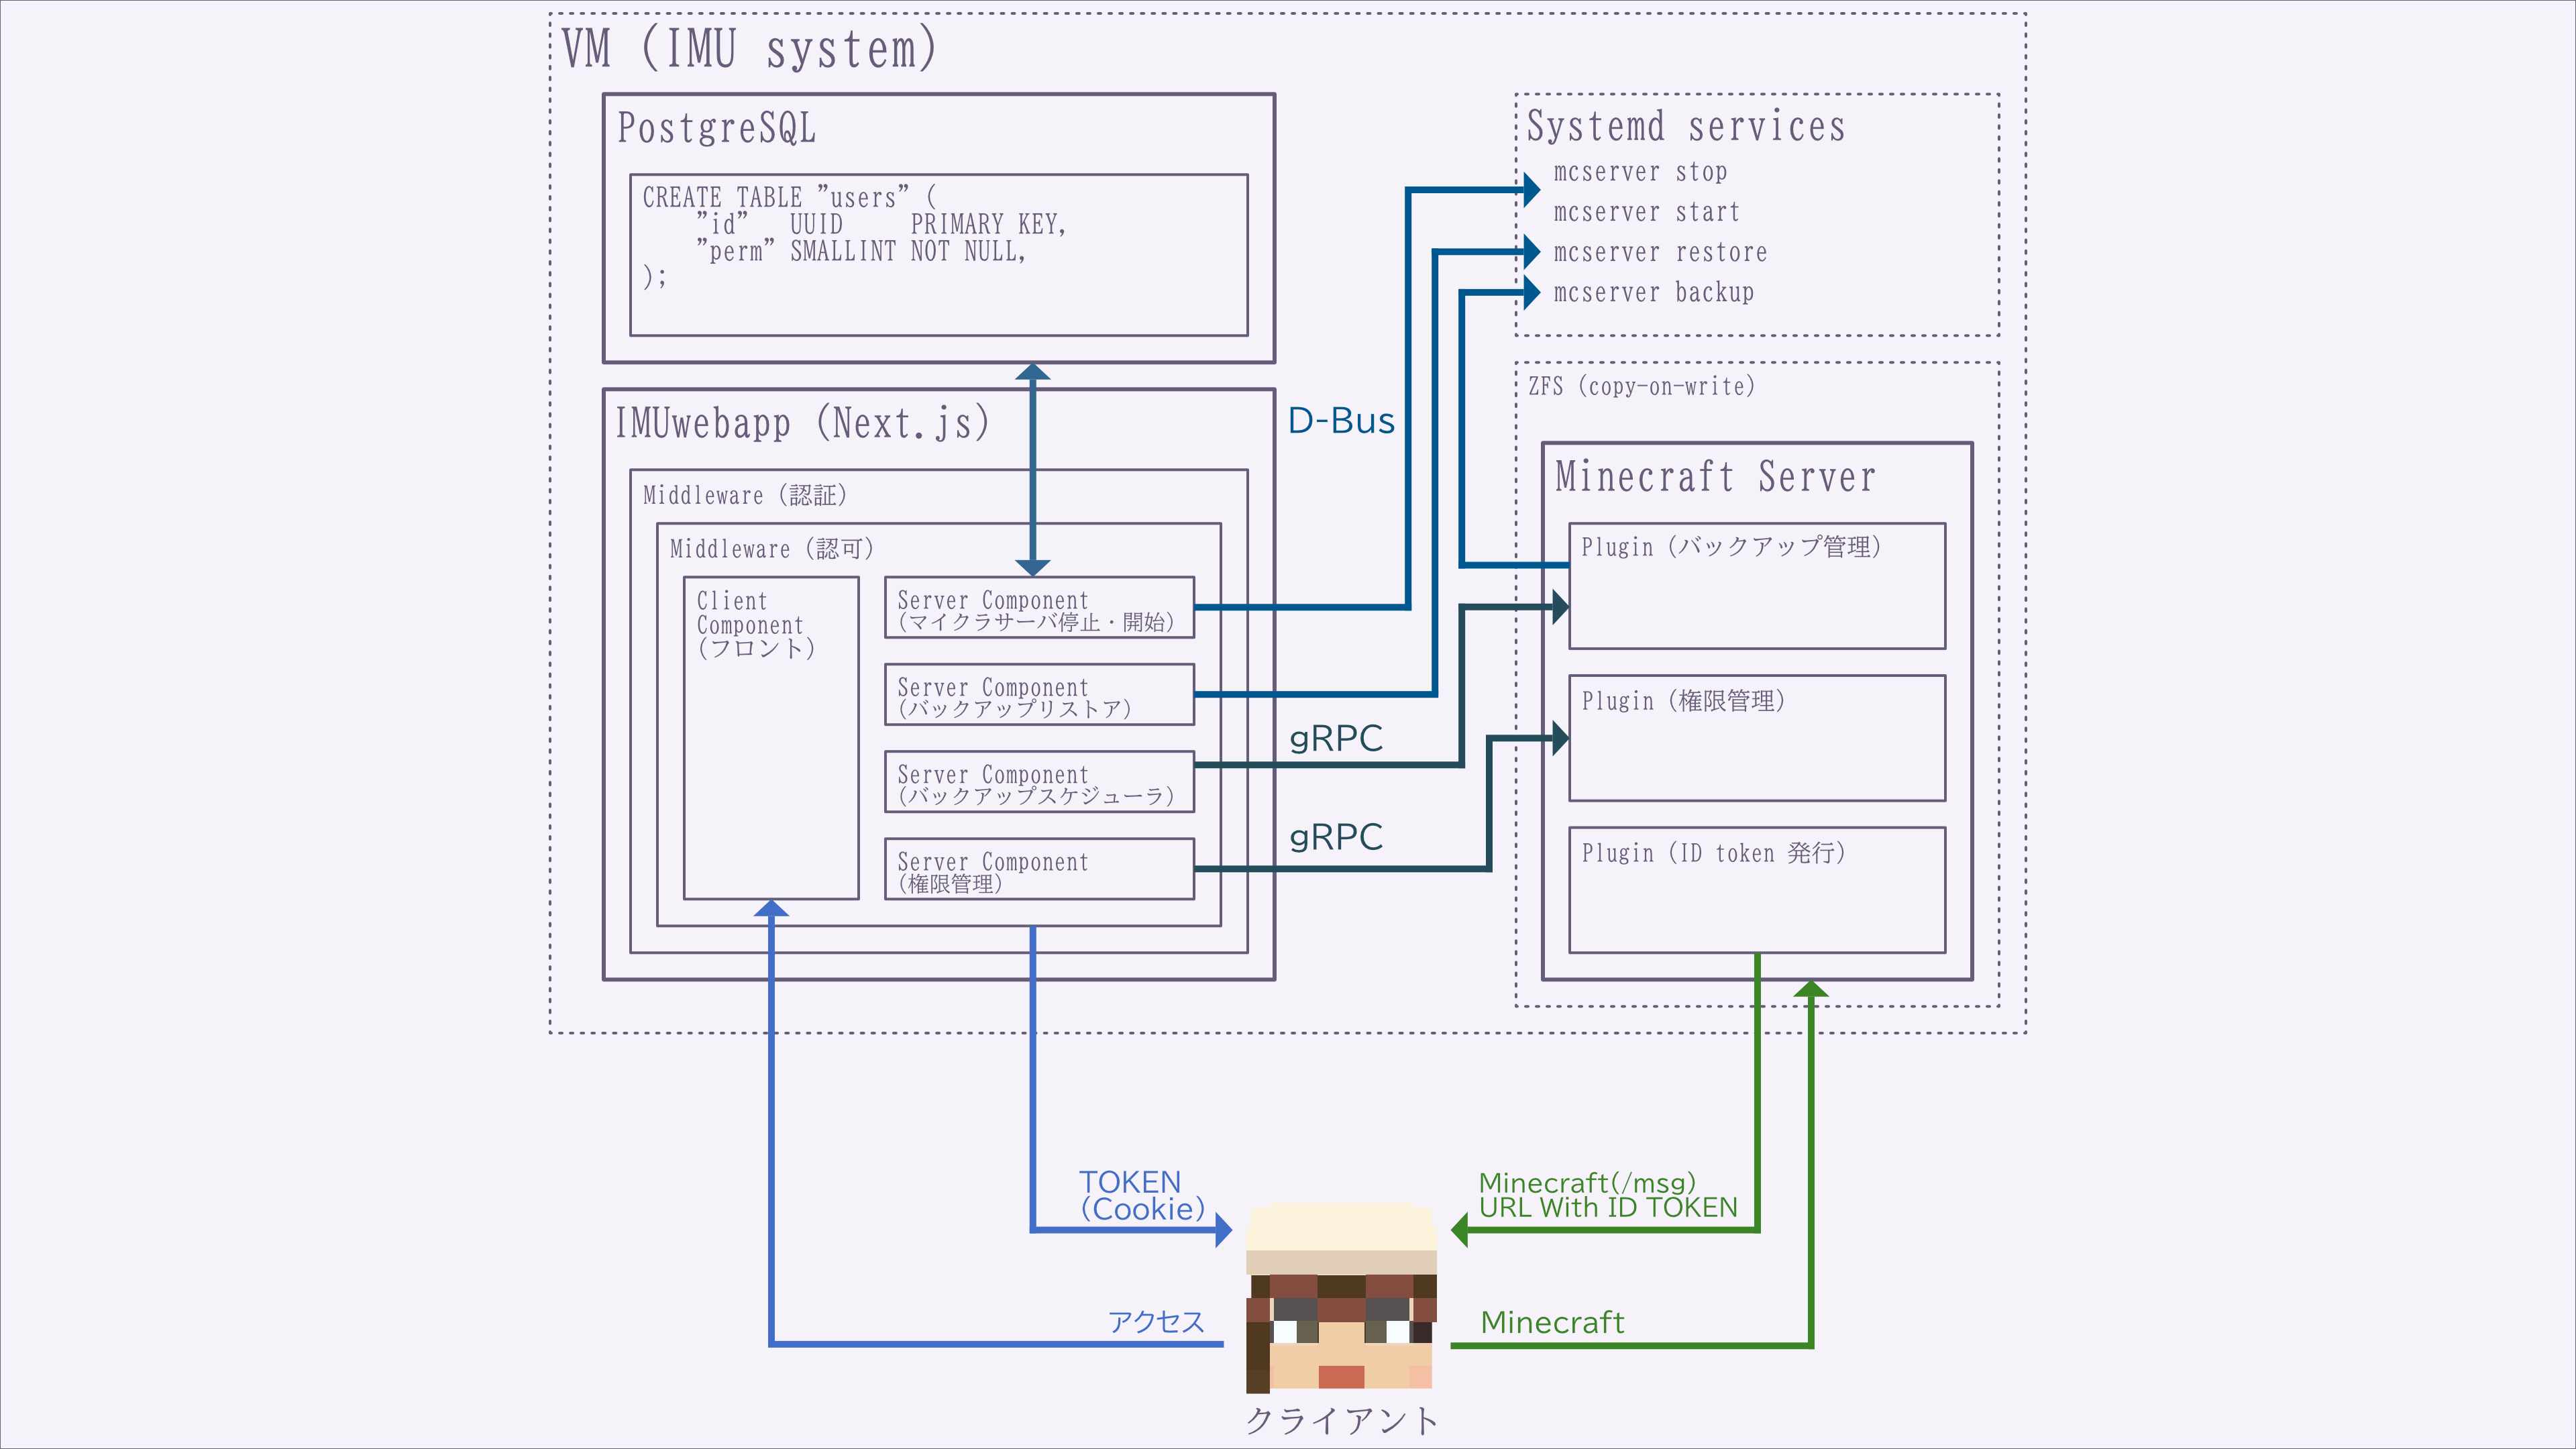 VM (IMU system)
PostgreSQL
CREATE TABLE "users" (
"id" UUID PRIMARY KEY,
"perm" SMALLINT NOT NULL,
);
Systemd services
mcserver stop
mcserver start
mcserver restore
mcserver backup
IMUwebapp (Next.js)
Middleware (認証)
Middleware (認可)
Client
Component
(フロント)
Server Component
(マイクラサーバ停止・開始)
Server Component
(バックアップリストア)
Server Component
(バックアップスケジューラ)
Server Component
(権限管理)
D-Bus
gRPC
gRPC
ZFS (copy-on-write)
Minecraft Server
Plugin (バックアップ管理)
Plugin (権限管理)
Plugin (ID token 発行)
TOKEN
(Cookie)
アクセス
Minecraft(/msg)
URL With ID TOKEN
Minecraft
クライアント